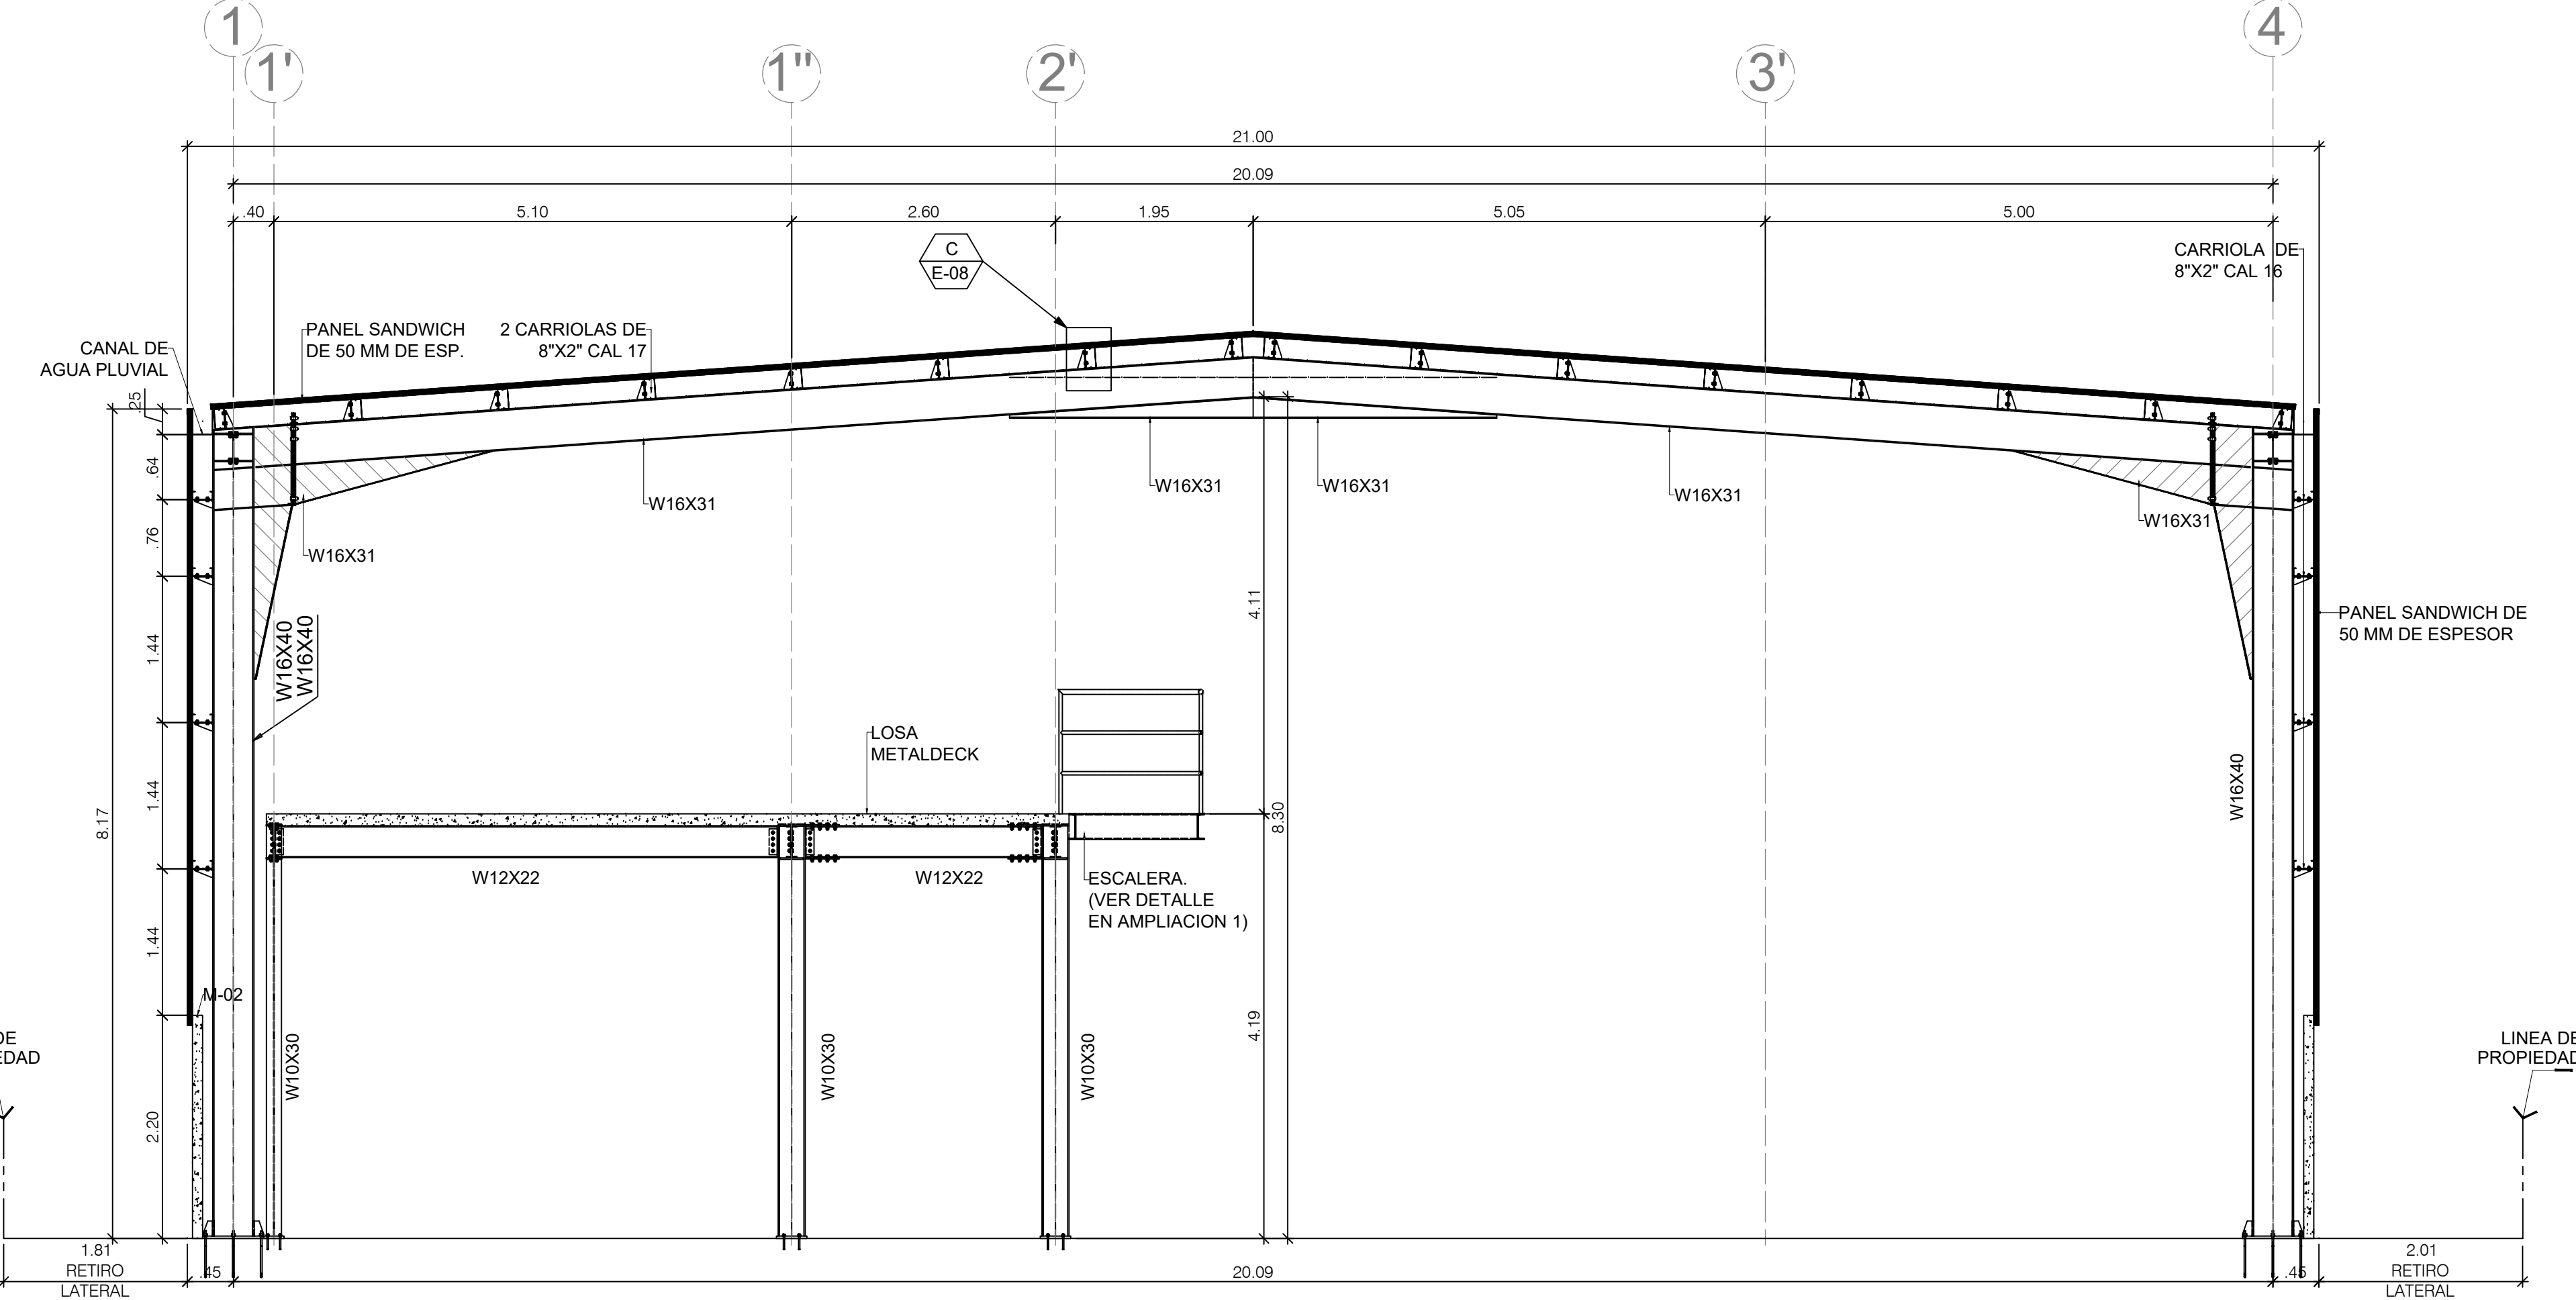 1
4
1'
1''
2'
3'
21.00
20.09
.40
5.10
2.60
1.95
5.05
5.00
C
E-08
CARRIOLA DE
8"X2" CAL 16
PANEL SANDWICH
DE 50 MM DE ESP.
2 CARRIOLAS DE
8"X2" CAL 17
CANAL DE
AGUA PLUVIAL
.25
.64
.76
1.44
1.44
1.44
2.20
8.17
W16X31
W16X31
W16X31
W16X31
W16X31
W16X31
W16X40
W16X40
4.11
8.30
4.19
PANEL SANDWICH DE
50 MM DE ESPESOR
LOSA
METALDECK
W16X40
W12X22
W12X22
ESCALERA.
(VER DETALLE
EN AMPLIACION 1)
M-02
W10X30
W10X30
W10X30
DE
EDAD
LINEA DE
PROPIEDAD
1.81
RETIRO
LATERAL
.45
20.09
.45
2.01
RETIRO
LATERAL